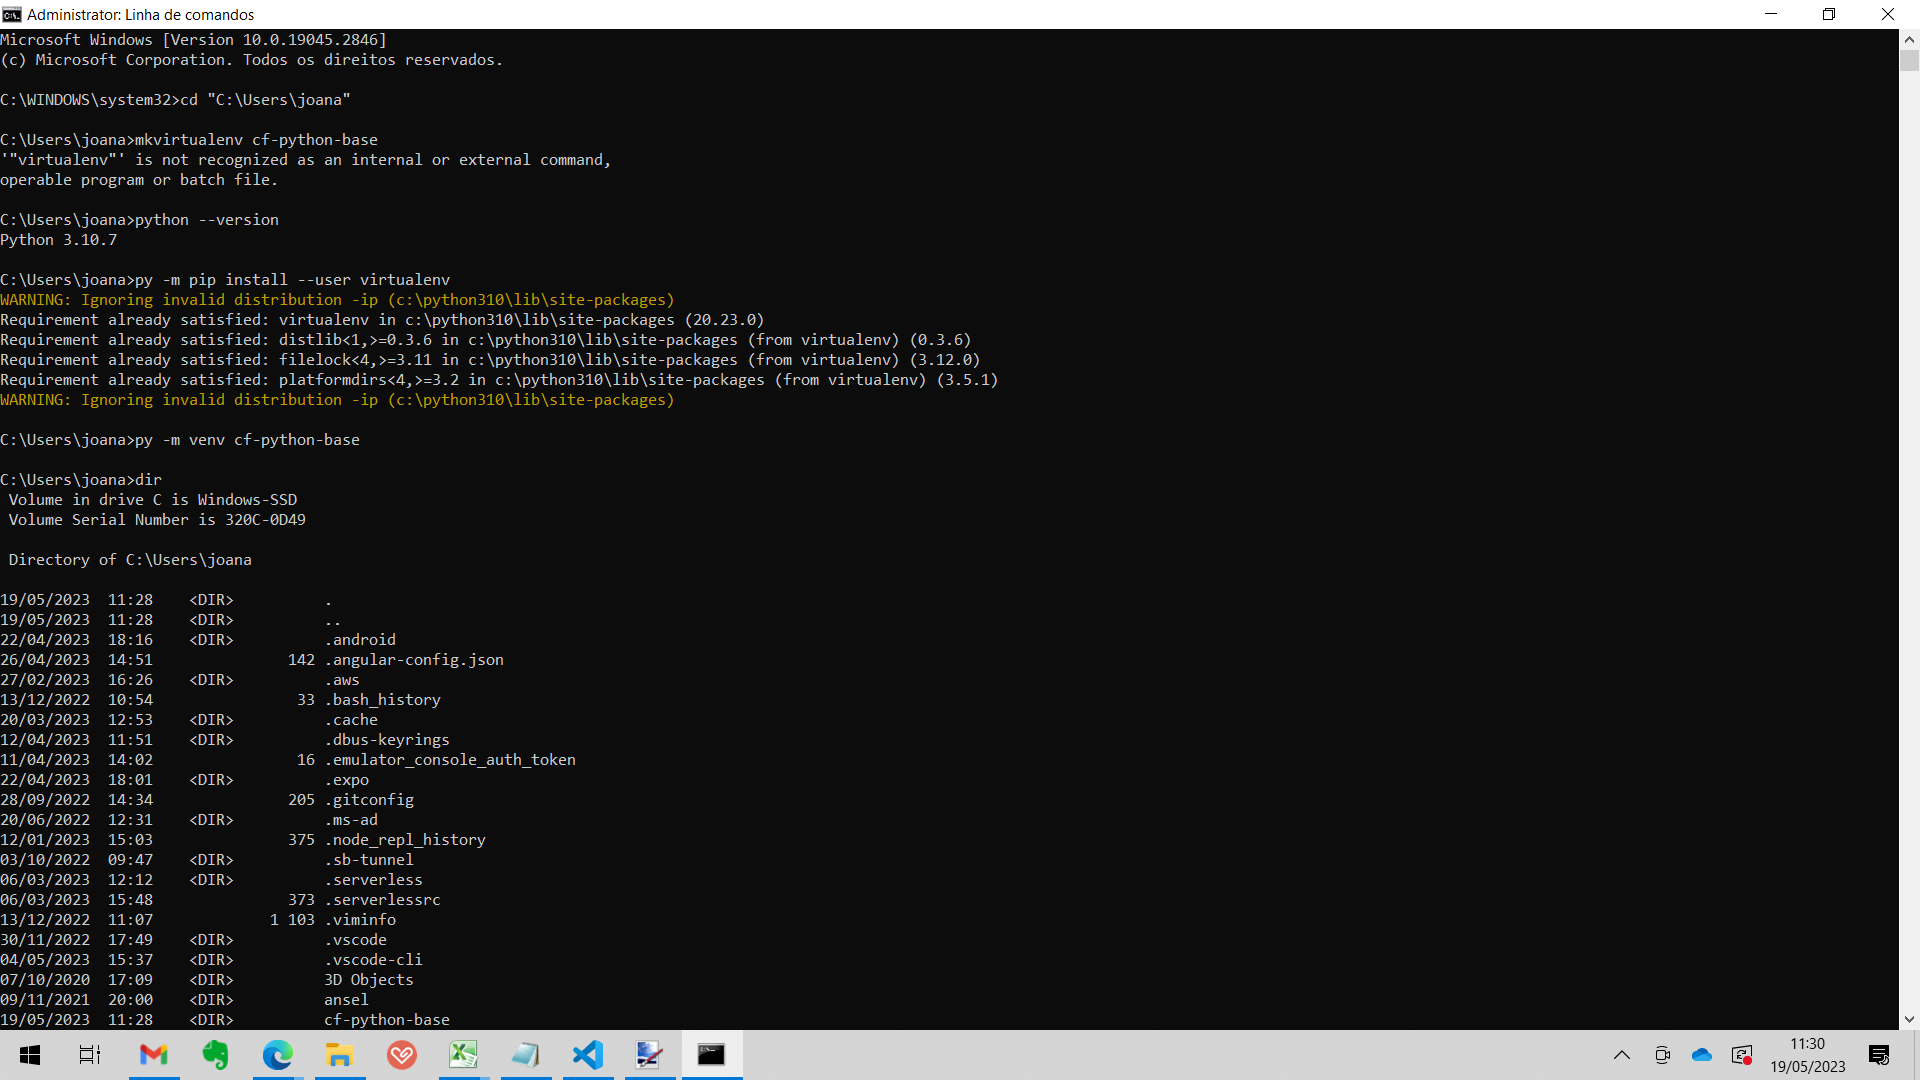 Administrator: Linha de comandos
Microsoft Windows [Version 10.0.19045.2846]
(c) Microsoft Corporation. Todos os direitos reservados.
C:\WINDOWS\system32>cd "C:\Users\joana"
C:\Users\joana>mkvirtualenv cf-python-base
'"virtualenv"' is not recognized as an internal or external command,
operable program or batch file.
C:\Users\joana>python --version
Python 3.10.7
C:\Users\joana>py -m pip install --user virtualenv
WARNING: Ignoring invalid distribution -ip (c:\python310\lib\site-packages)
Requirement already satisfied: virtualenv in c:\python310\lib\site-packages (20.23.0)
Requirement already satisfied: distlib<1,>=0.3.6 in c:\python310\lib\site-packages (from virtualenv) (0.3.6)
Requirement already satisfied: filelock<4,>=3.11 in c:\python310\lib\site-packages (from virtualenv) (3.12.0)
Requirement already satisfied: platformdirs<4,>=3.2 in c:\python310\lib\site-packages (from virtualenv) (3.5.1)
WARNING: Ignoring invalid distribution -ip (c:\python310\lib\site-packages)
C:\Users\joana>py -m venv cf-python-base
C:\Users\joana>dir
Volume in drive C is Windows-SSD
Volume Serial Number is 320C-0D49
Directory of C:\Users\joana
19/05/2023  11:28    <DIR>          .
19/05/2023  11:28    <DIR>          ..
22/04/2023  18:16    <DIR>          .android
26/04/2023  14:51               142 .angular-config.json
27/02/2023  16:26    <DIR>          .aws
13/12/2022  10:54                33 .bash_history
20/03/2023  12:53    <DIR>          .cache
12/04/2023  11:51    <DIR>          .dbus-keyrings
11/04/2023  14:02                16 .emulator_console_auth_token
22/04/2023  18:01    <DIR>          .expo
28/09/2022  14:34               205 .gitconfig
20/06/2022  12:31    <DIR>          .ms-ad
12/01/2023  15:03               375 .node_repl_history
03/10/2022  09:47    <DIR>          .sb-tunnel
06/03/2023  12:12    <DIR>          .serverless
06/03/2023  15:48               373 .serverlessrc
13/12/2022  11:07             1 103 .viminfo
30/11/2022  17:49    <DIR>          .vscode
04/05/2023  15:37    <DIR>          .vscode-cli
07/10/2020  17:09    <DIR>          3D Objects
09/11/2021  20:00    <DIR>          ansel
19/05/2023  11:28    <DIR>          cf-python-base
11:30
19/05/2023